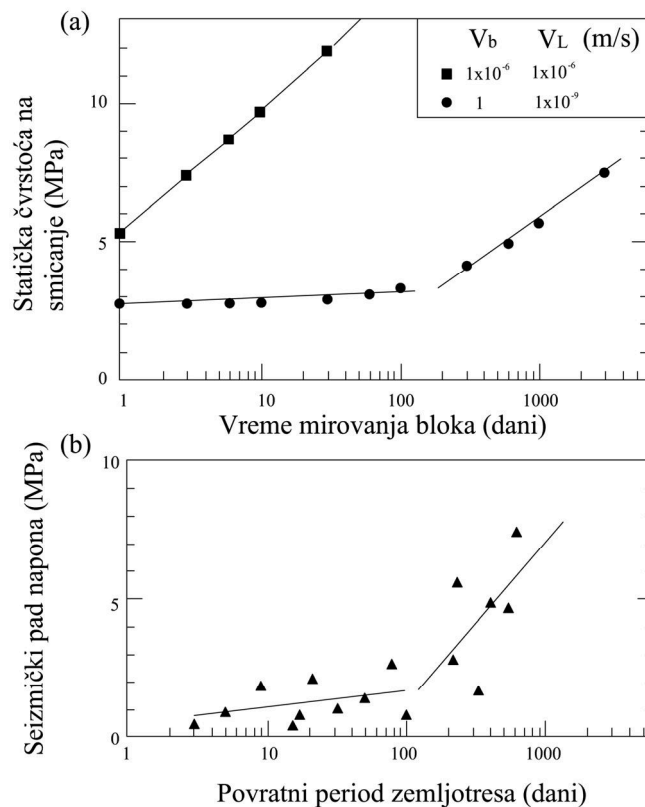 (a)
V_b V_L (m/s)
■ 1x10⁻⁶ 1x10⁻⁶
● 1 1x10⁻⁹
Statička čvrstoća na
smicanje (MPa)
10
5
0
1 10 100 1000
Vreme mirovanja bloka (dani)
(b)
Seizmički pad napona (MPa)
10
5
0
1 10 100 1000
Povratni period zemljotresa (dani)